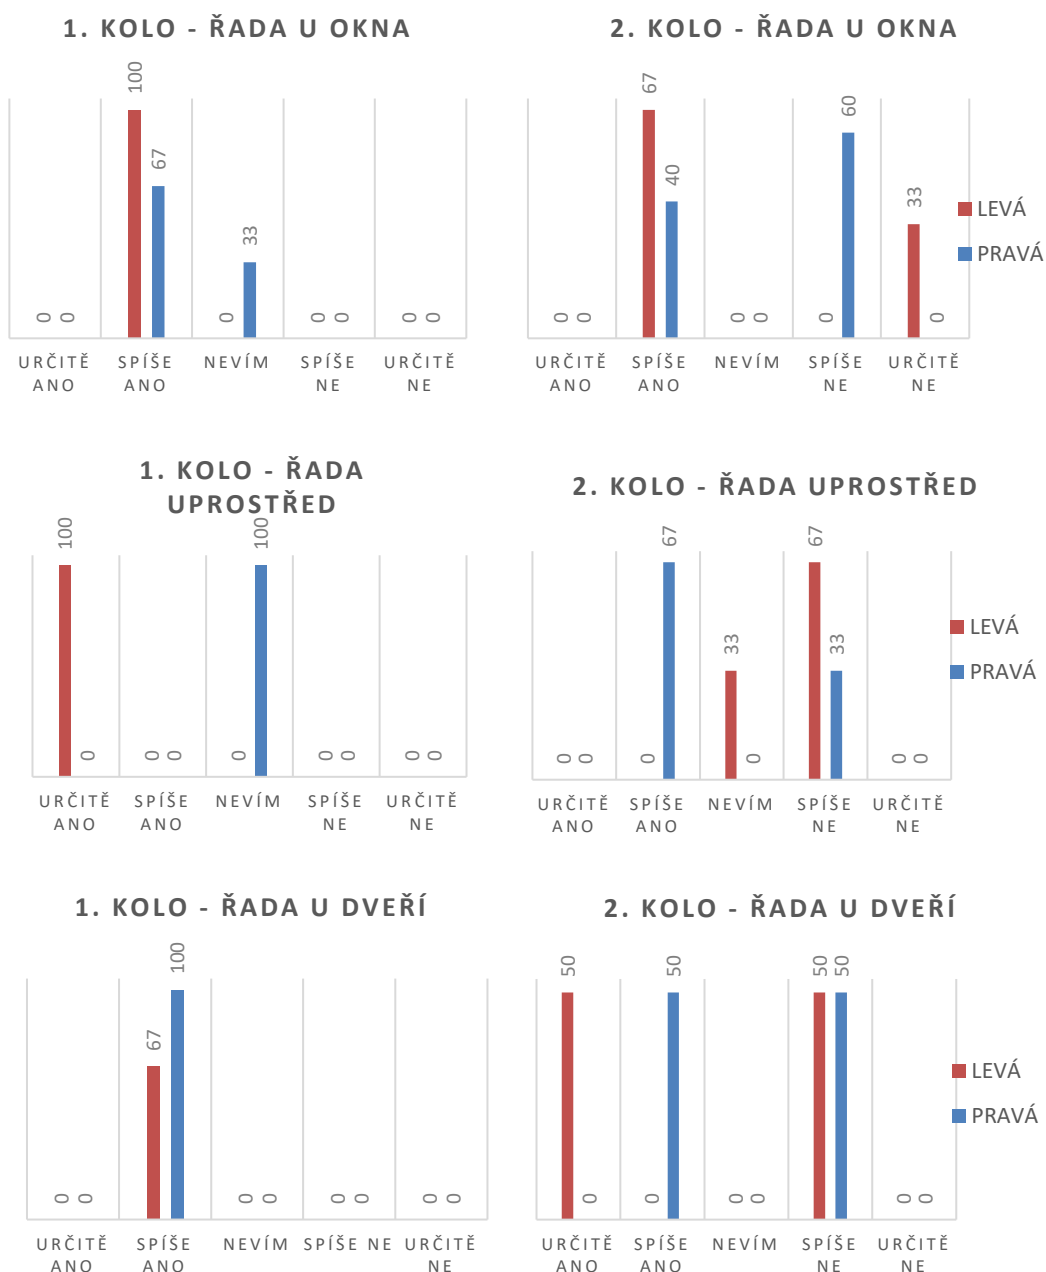 1. KOLO - ŘADA U OKNA
100
67
33
0 0
0
0 0
0 0
URČITĚ ANO
SPÍŠE ANO
NEVÍM
SPÍŠE NE
URČITĚ NE
2. KOLO - ŘADA U OKNA
67
40
60
33
0 0
0 0
0
0
URČITĚ ANO
SPÍŠE ANO
NEVÍM
SPÍŠE NE
URČITĚ NE
LEVÁ
PRAVÁ
1. KOLO - ŘADA
UPROSTŘED
100
100
0
0 0
0
0 0
0 0
URČITĚ ANO
SPÍŠE ANO
NEVÍM
SPÍŠE NE
URČITĚ NE
2. KOLO - ŘADA UPROSTŘED
67
67
33
33
0 0
0
0
0 0
URČITĚ ANO
SPÍŠE ANO
NEVÍM
SPÍŠE NE
URČITĚ NE
LEVÁ
PRAVÁ
1. KOLO - ŘADA U DVEŘÍ
100
67
0 0
0 0
0 0
0 0
URČITĚ ANO
SPÍŠE ANO
NEVÍM
SPÍŠE NE
URČITĚ NE
2. KOLO - ŘADA U DVEŘÍ
50
50
50 50
0
0
0 0
0 0
URČITĚ ANO
SPÍŠE ANO
NEVÍM
SPÍŠE NE
URČITĚ NE
LEVÁ
PRAVÁ